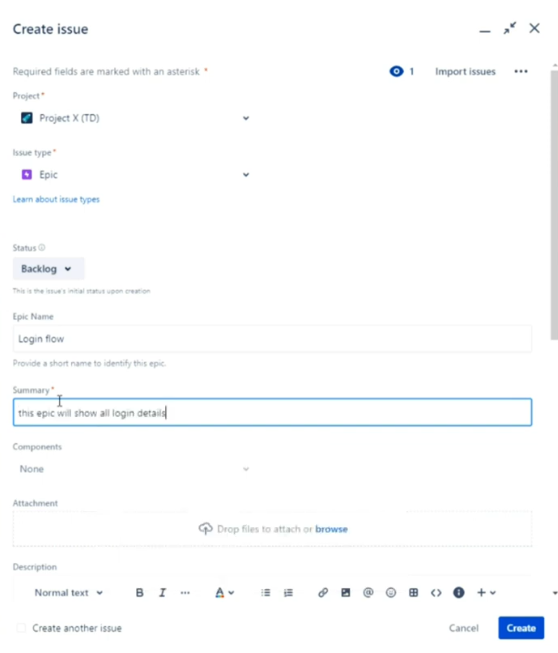 Create issue
Required fields are marked with an asterisk *
1 Import issues
Project *
Project X (TD)
Issue type *
Epic
Learn about issue types
Status
Backlog
This is the issue's initial status upon creation
Epic Name
Login flow
Provide a short name to identify this epic.
Summary *
this epic will show all login details
Components
None
Attachment
Drop files to attach or browse
Description
Normal text B I ... A @ <> i +
Create another issue Cancel Create